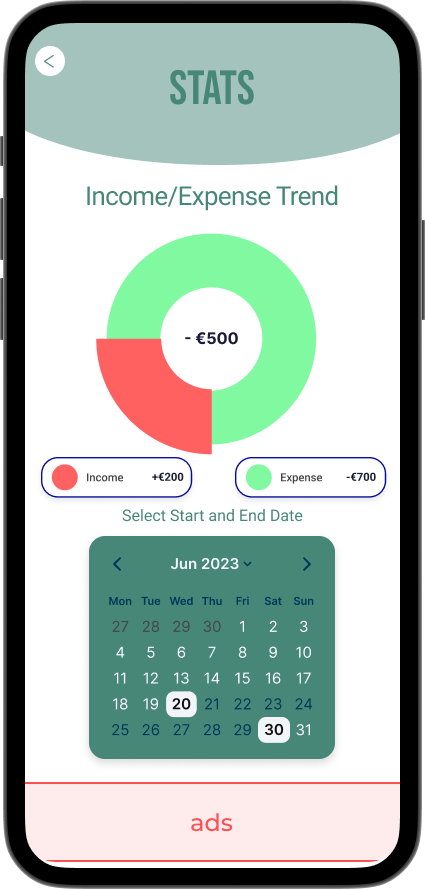 STATS
Income/Expense Trend
- €500
Income +€200
Expense -€700
Select Start and End Date
Jun 2023
Mon Tue Wed Thu Fri Sat Sun
27 28 29 30 1 2 3
4 5 6 7 8 9 10
11 12 13 14 15 16 17
18 19 20 21 22 23 24
25 26 27 28 29 30 31
ads